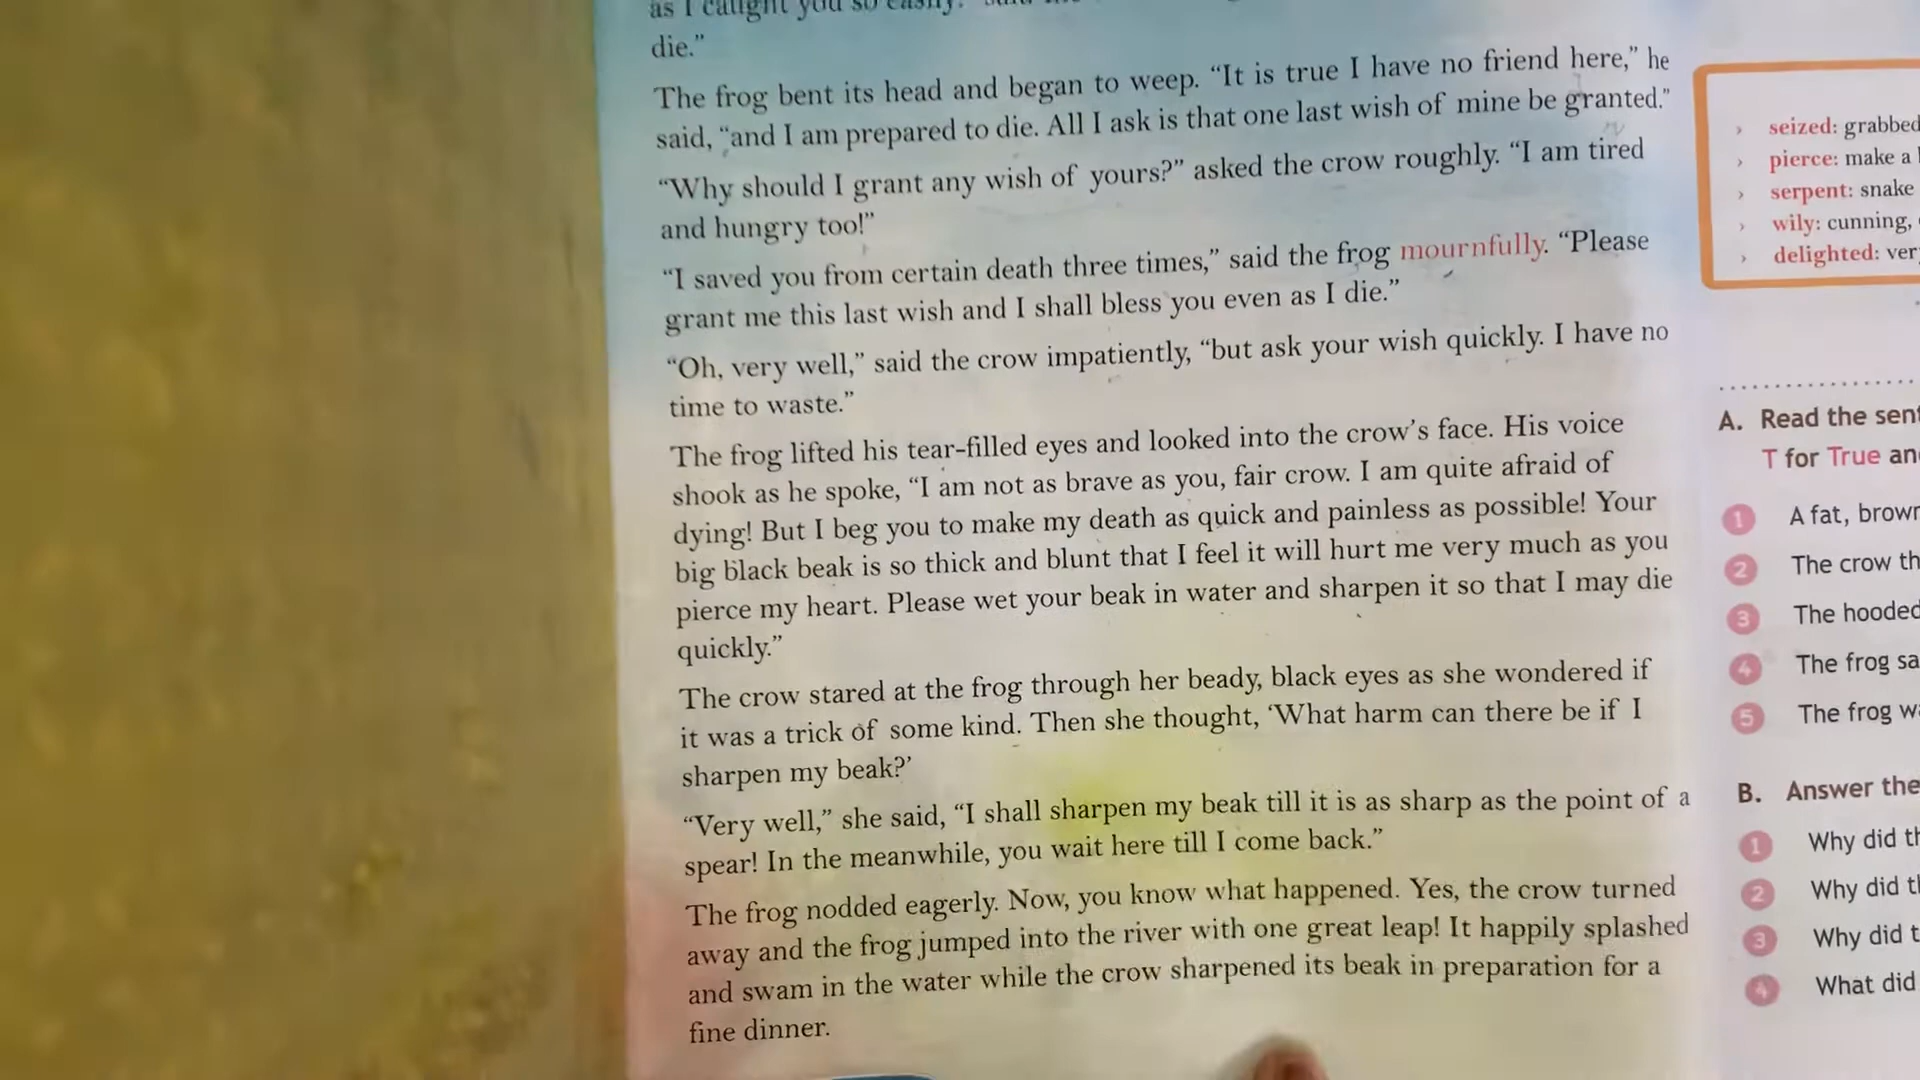 as I caught you so easily!
die.”
The frog bent its head and began to weep. “It is true I have no friend here,” he
said, “and I am prepared to die. All I ask is that one last wish of mine be granted.”
“Why should I grant any wish of yours?” asked the crow roughly. “I am tired
and hungry too!”
“I saved you from certain death three times,” said the frog mournfully. “Please
grant me this last wish and I shall bless you even as I die.”
“Oh, very well,” said the crow impatiently, “but ask your wish quickly. I have no
time to waste.”
The frog lifted his tear-filled eyes and looked into the crow’s face. His voice
shook as he spoke, “I am not as brave as you, fair crow. I am quite afraid of
dying! But I beg you to make my death as quick and painless as possible! Your
big black beak is so thick and blunt that I feel it will hurt me very much as you
pierce my heart. Please wet your beak in water and sharpen it so that I may die
quickly.”
The crow stared at the frog through her beady, black eyes as she wondered if
it was a trick of some kind. Then she thought, ‘What harm can there be if I
sharpen my beak?’
“Very well,” she said, “I shall sharpen my beak till it is as sharp as the point of a
spear! In the meanwhile, you wait here till I come back.”
The frog nodded eagerly. Now, you know what happened. Yes, the crow turned
away and the frog jumped into the river with one great leap! It happily splashed
and swam in the water while the crow sharpened its beak in preparation for a
fine dinner.
› seized: grabbed
› pierce: make a
› serpent: snake
› wily: cunning,
› delighted:
A. Read the
T for True
1 A fat,
2 The crow
3 The hooded
4 The frog
5 The frog
B. Answer the
1 Why did
2 Why did
3 Why did
4 What did